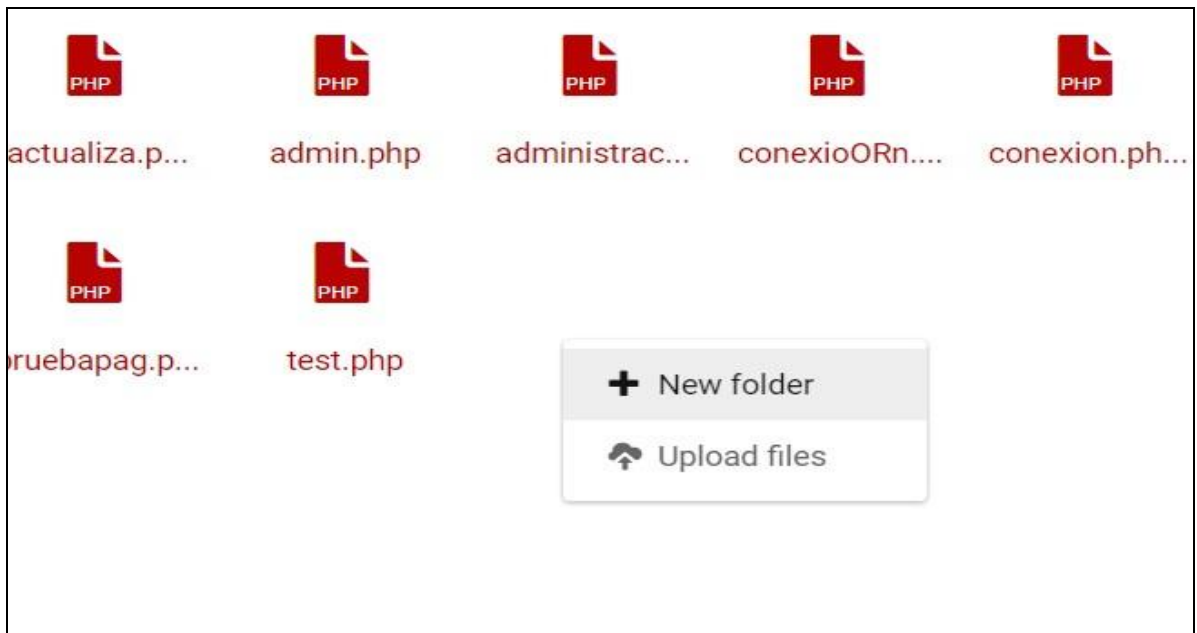 PHP PHP PHP PHP PHP
actualiza.p... admin.php administrac... conexioORn.... conexion.ph...
PHP PHP
pruebapag.p... test.php
New folder
Upload files